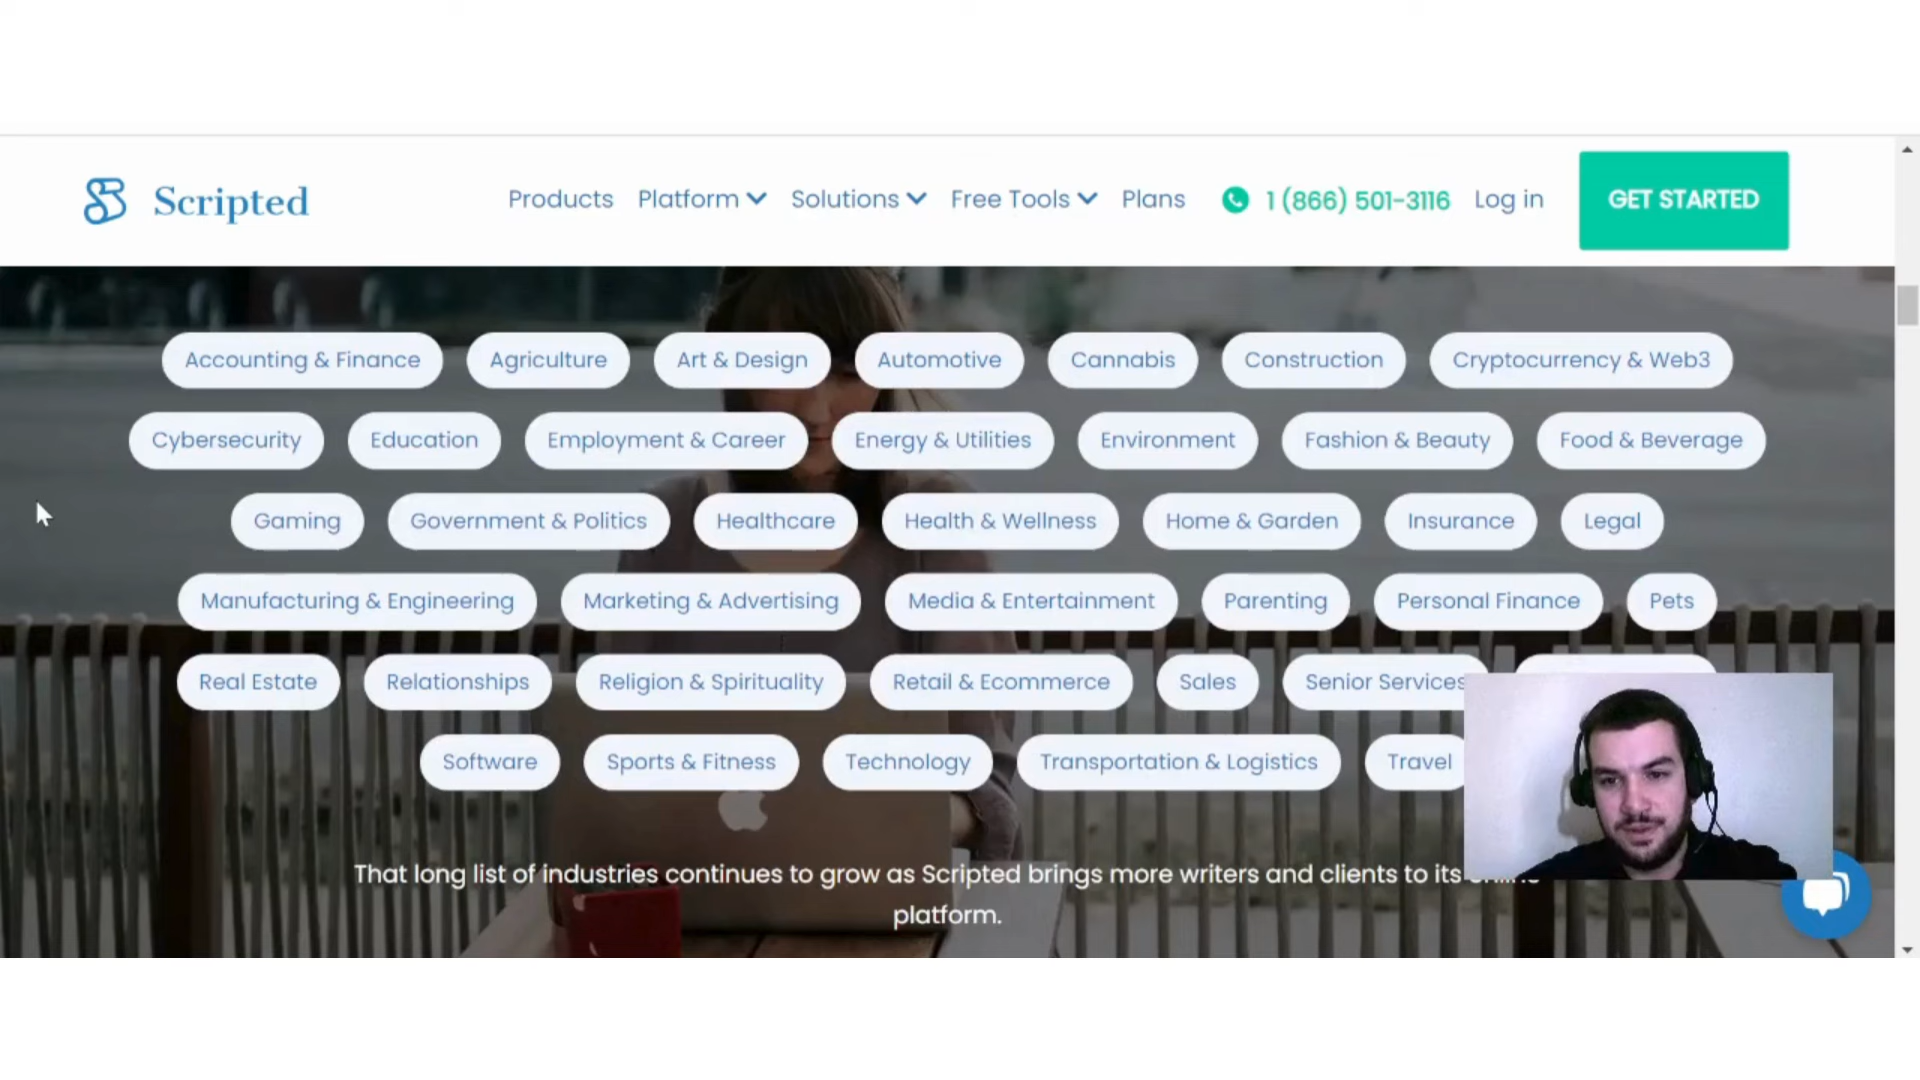 Scripted
Products Platform Solutions Free Tools Plans 1 (866) 501-3116 Log in GET STARTED
Accounting & Finance Agriculture Art & Design Automotive Cannabis Construction Cryptocurrency & Web3
Cybersecurity Education Employment & Career Energy & Utilities Environment Fashion & Beauty Food & Beverage
Gaming Government & Politics Healthcare Health & Wellness Home & Garden Insurance Legal
Manufacturing & Engineering Marketing & Advertising Media & Entertainment Parenting Personal Finance Pets
Real Estate Relationships Religion & Spirituality Retail & Ecommerce Sales Senior Services
Software Sports & Fitness Technology Transportation & Logistics Travel
That long list of industries continues to grow as Scripted brings more writers and clients to its
platform.